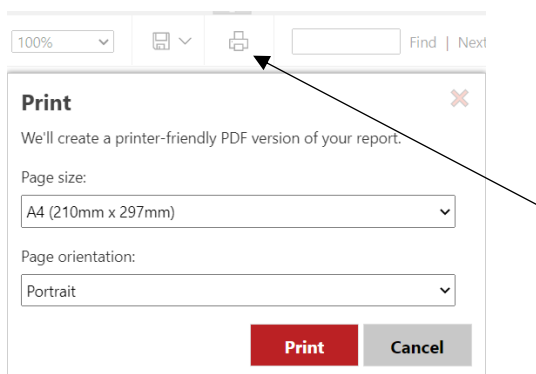 100% Find | Next
Print
We'll create a printer-friendly PDF version of your report.
Page size:
A4 (210mm x 297mm)
Page orientation:
Portrait
Print Cancel